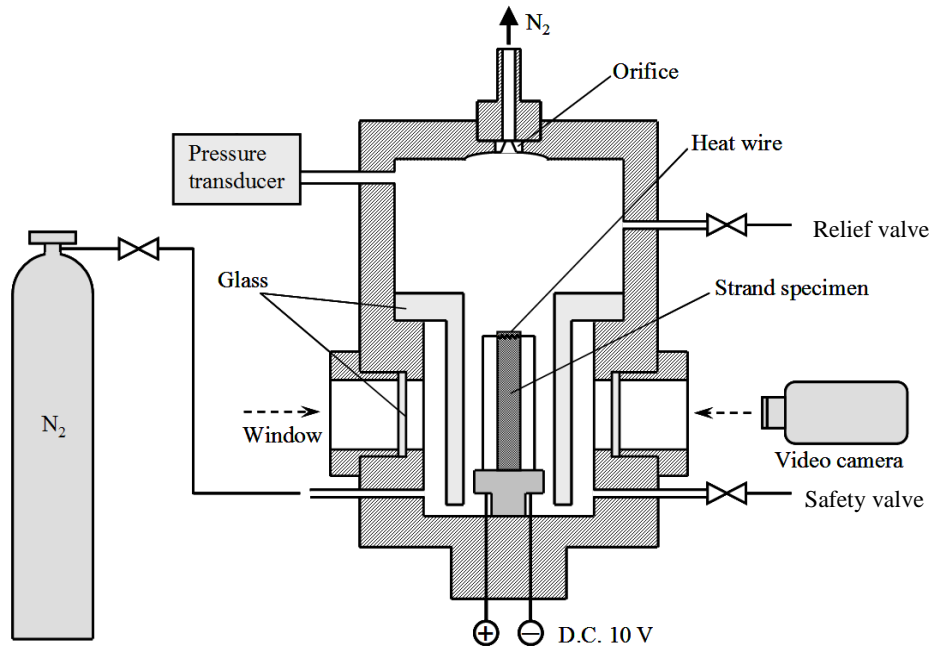 N2
Orifice
Heat wire
Pressure
transducer
Relief valve
Glass
Strand specimen
N2
Window
Video camera
Safety valve
+
−
D.C. 10 V